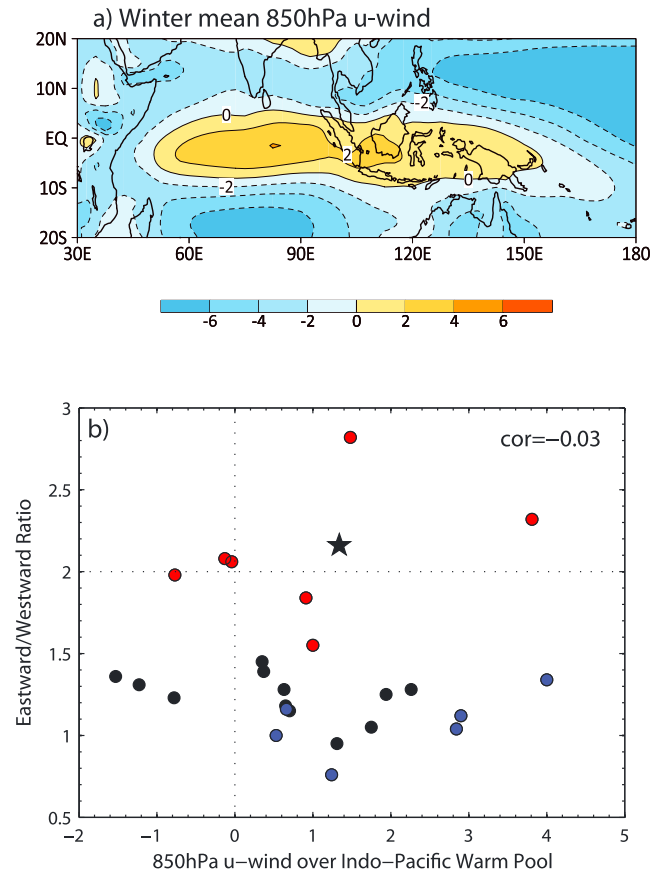 a) Winter mean 850hPa u-wind
20N
10N
EQ
10S
20S
0
-2
2
0
-2
30E 60E 90E 120E 150E 180
-6 -4 -2 0 2 4 6
b)
cor=−0.03
3
2.5
2
1.5
1
0.5
Eastward/Westward Ratio
−2 −1 0 1 2 3 4 5
850hPa u−wind over Indo−Pacific Warm Pool